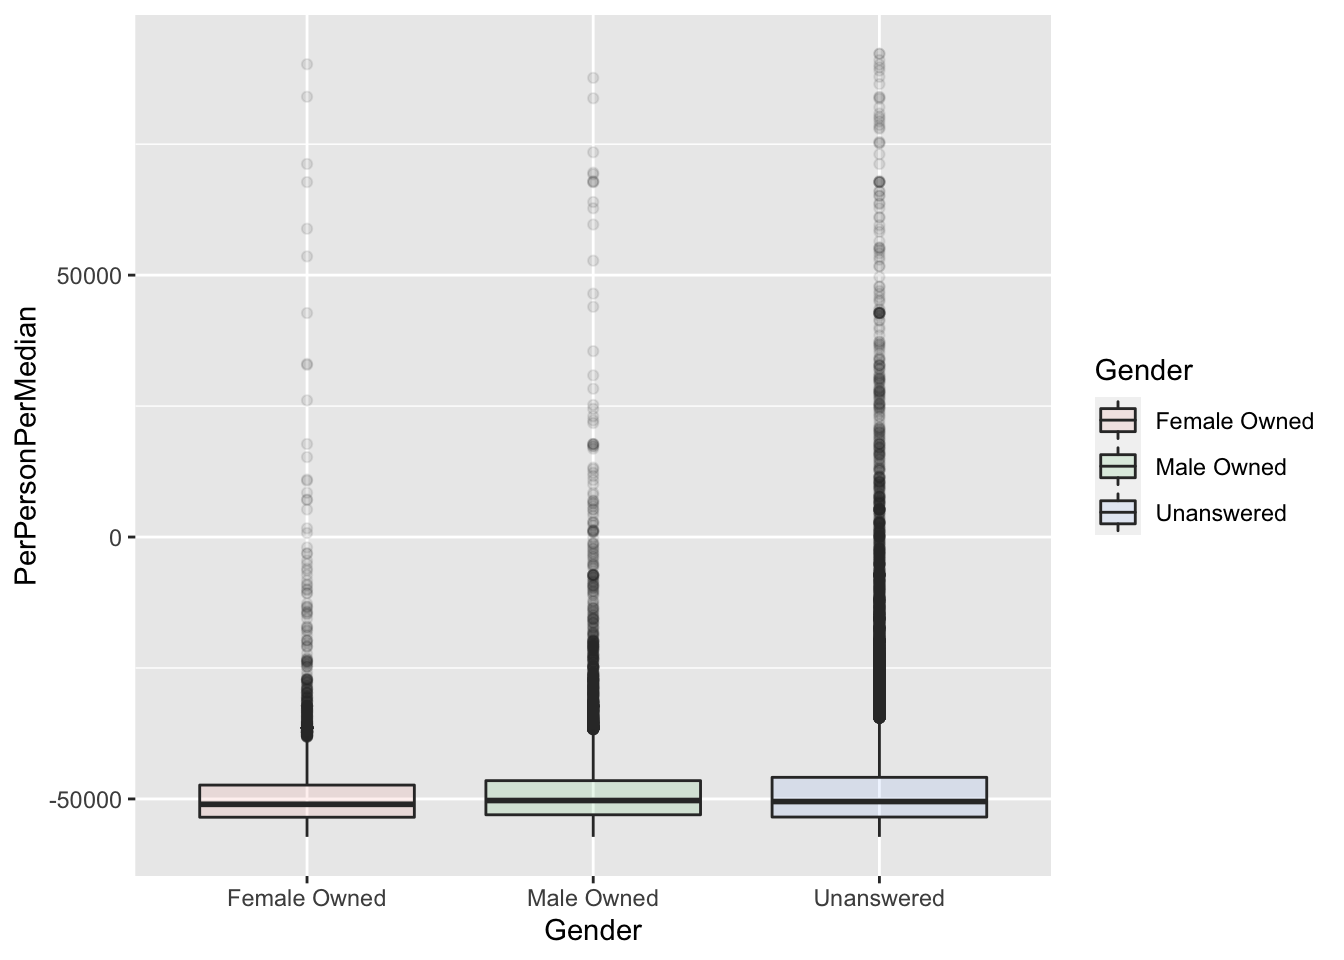 PerPersonPerMedian
50000
0
-50000
Female Owned
Male Owned
Unanswered
Gender
Gender
Female Owned
Male Owned
Unanswered